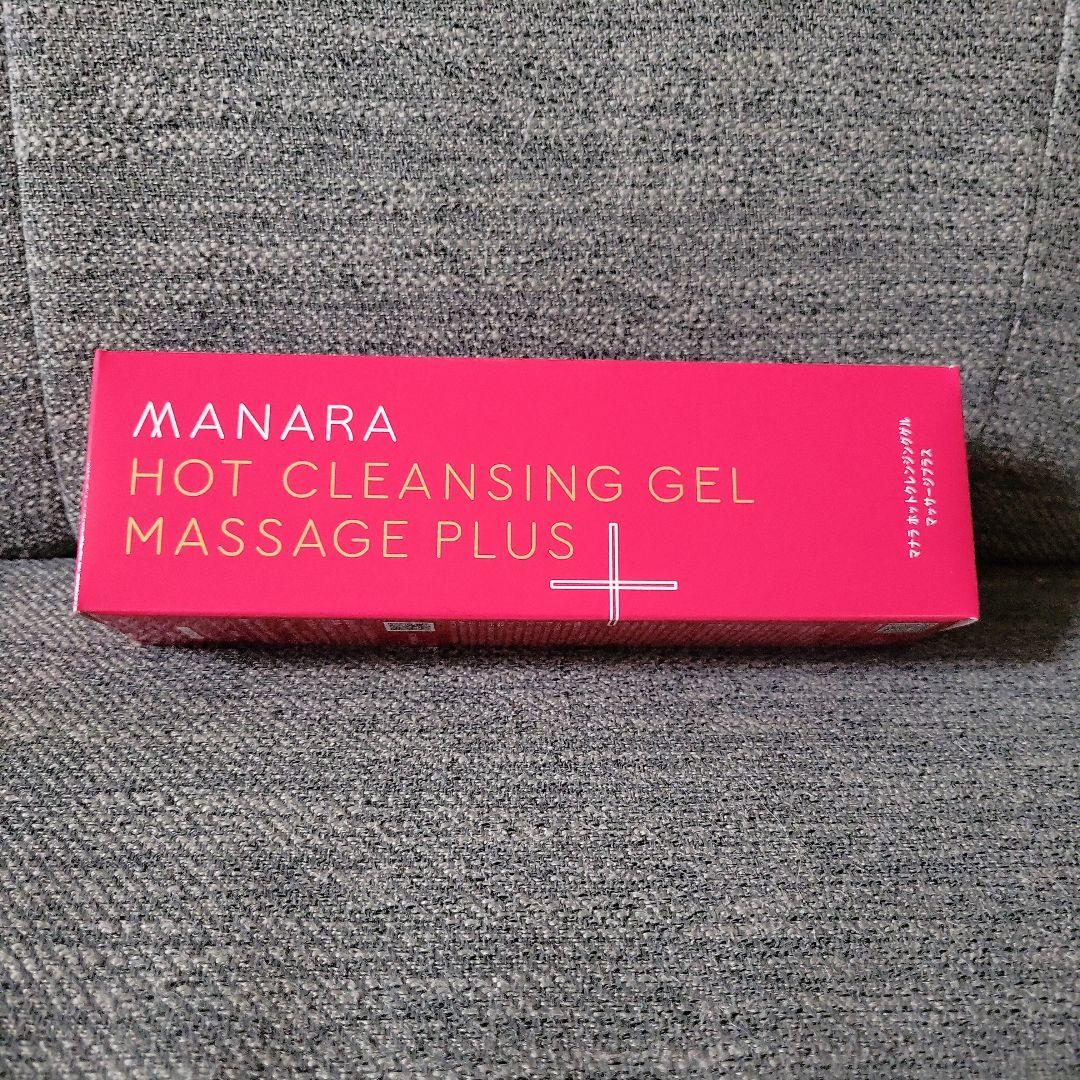 MANARA
HOT CLEANSING GEL
MASSAGE PLUS
マナラ ホットクレンジングゲル
マッサージプラス